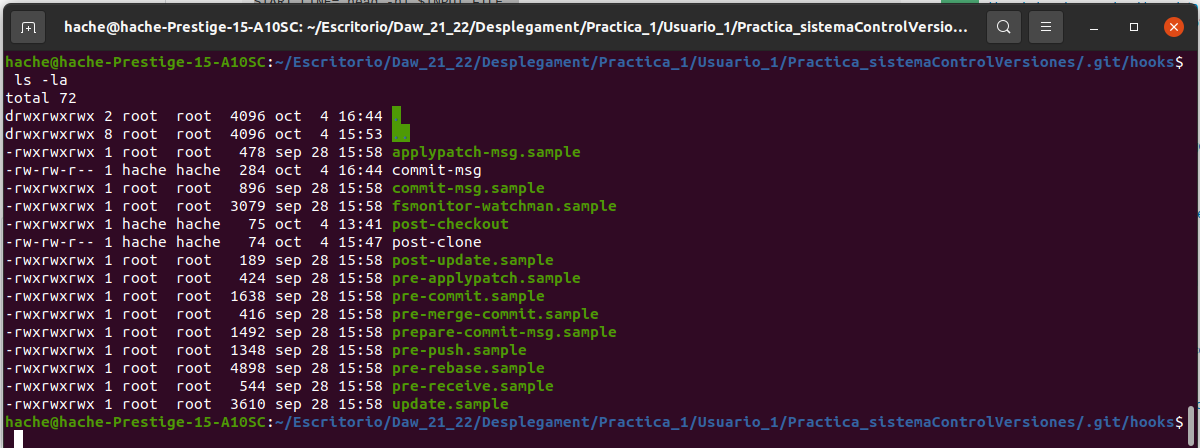 hache@hache-Prestige-15-A10SC: ~/Escritorio/Daw_21_22/Desplegament/Practica_1/Usuario_1/Practica_sistemaControlVersio...
hache@hache-Prestige-15-A10SC:~/Escritorio/Daw_21_22/Desplegament/Practica_1/Usuario_1/Practica_sistemaControlVersiones/.git/hooks$
ls -la
total 72
drwxrwxrwx 2 root  root  4096 oct  4 16:44 .
drwxrwxrwx 8 root  root  4096 oct  4 15:53 ..
-rwxrwxrwx 1 root  root   478 sep 28 15:58 applypatch-msg.sample
-rw-rw-r-- 1 hache hache  284 oct  4 16:44 commit-msg
-rwxrwxrwx 1 root  root   896 sep 28 15:58 commit-msg.sample
-rwxrwxrwx 1 root  root  3079 sep 28 15:58 fsmonitor-watchman.sample
-rwxrwxrwx 1 hache hache   75 oct  4 13:41 post-checkout
-rw-rw-r-- 1 hache hache   74 oct  4 15:47 post-clone
-rwxrwxrwx 1 root  root   189 sep 28 15:58 post-update.sample
-rwxrwxrwx 1 root  root   424 sep 28 15:58 pre-applypatch.sample
-rwxrwxrwx 1 root  root  1638 sep 28 15:58 pre-commit.sample
-rwxrwxrwx 1 root  root   416 sep 28 15:58 pre-merge-commit.sample
-rwxrwxrwx 1 root  root  1492 sep 28 15:58 prepare-commit-msg.sample
-rwxrwxrwx 1 root  root  1348 sep 28 15:58 pre-push.sample
-rwxrwxrwx 1 root  root  4898 sep 28 15:58 pre-rebase.sample
-rwxrwxrwx 1 root  root   544 sep 28 15:58 pre-receive.sample
-rwxrwxrwx 1 root  root  3610 sep 28 15:58 update.sample
hache@hache-Prestige-15-A10SC:~/Escritorio/Daw_21_22/Desplegament/Practica_1/Usuario_1/Practica_sistemaControlVersiones/.git/hooks$